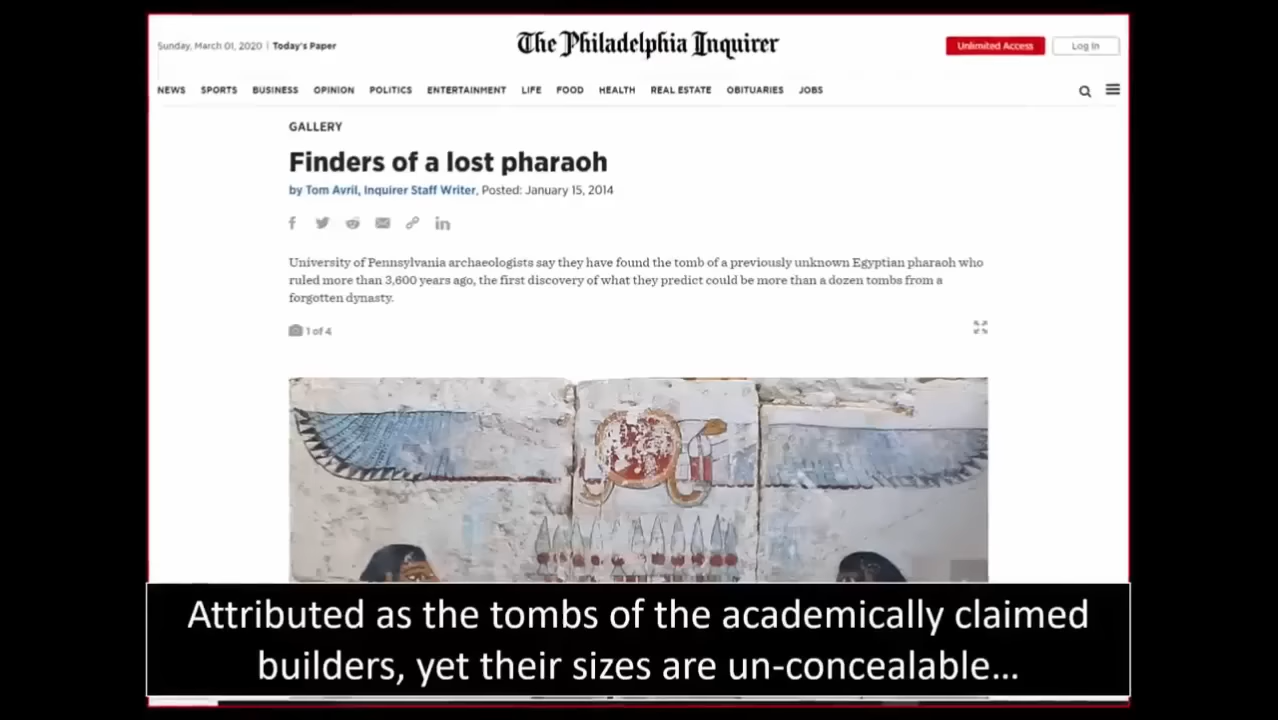 Sunday, March 01, 2020 | Today's Paper
The Philadelphia Inquirer
Unlimited Access
Log In
NEWS SPORTS BUSINESS OPINION POLITICS ENTERTAINMENT LIFE FOOD HEALTH REAL ESTATE OBITUARIES JOBS
GALLERY
Finders of a lost pharaoh
by Tom Avril, Inquirer Staff Writer, Posted: January 15, 2014
University of Pennsylvania archaeologists say they have found the tomb of a previously unknown Egyptian pharaoh who
ruled more than 3,600 years ago, the first discovery of what they predict could be more than a dozen tombs from a
forgotten dynasty.
1 of 4
Attributed as the tombs of the academically claimed
builders, yet their sizes are un-concealable...